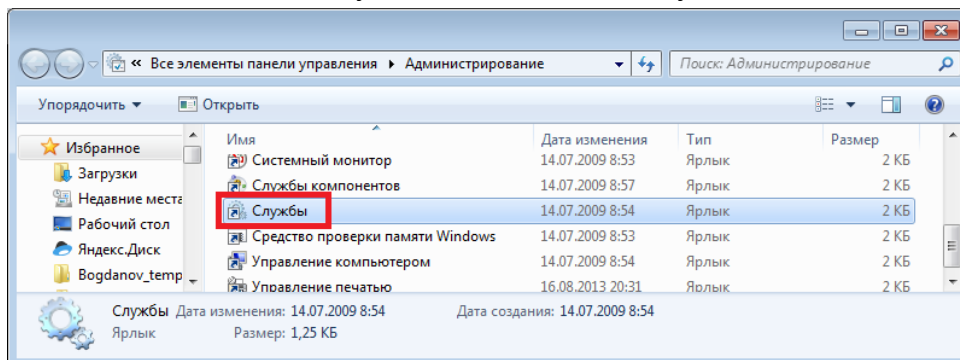 « Все элементы панели управления ▸ Администрирование Поиск: Администрирование
Упорядочить Открыть
Избранное
Загрузки
Недавние места
Рабочий стол
Яндекс.Диск
Bogdanov_temp
Имя Дата изменения Тип Размер
Системный монитор 14.07.2009 8:53 Ярлык 2 КБ
Службы компонентов 14.07.2009 8:57 Ярлык 2 КБ
Службы 14.07.2009 8:54 Ярлык 2 КБ
Средство проверки памяти Windows 14.07.2009 8:53 Ярлык 2 КБ
Управление компьютером 14.07.2009 8:54 Ярлык 2 КБ
Управление печатью 16.08.2013 20:31 Ярлык 2 КБ
Службы Дата изменения: 14.07.2009 8:54 Дата создания: 14.07.2009 8:54
Ярлык Размер: 1,25 КБ